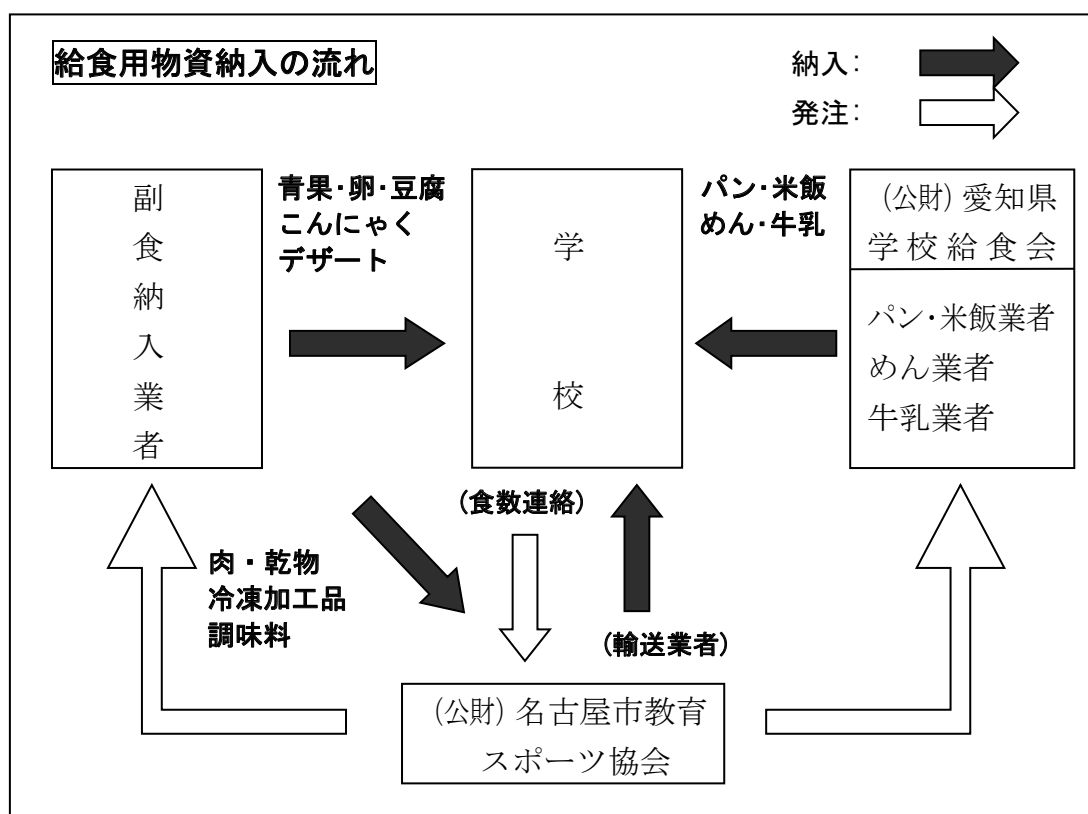 給食用物資納入の流れ
納入：
発注：
副食納入業者
青果・卵・豆腐
こんにゃく
デザート
学校
パン・米飯
めん・牛乳
(公財) 愛知県
学校給食会
パン・米飯業者
めん業者
牛乳業者
肉・乾物
冷凍加工品
調味料
(食数連絡)
(輸送業者)
(公財) 名古屋市教育
スポーツ協会